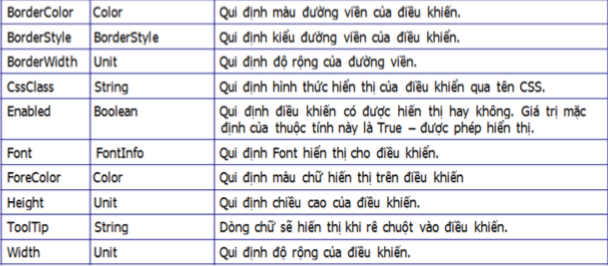 BorderColor Color Qui định màu đường viền của điều khiển.
BorderStyle BorderStyle Qui định kiểu đường viền của điều khiển.
BorderWidth Unit Qui định độ rộng của đường viền.
CssClass String Qui định hình thức hiển thị của điều khiển qua tên CSS.
Enabled Boolean Qui định điều khiển có được hiển thị hay không. Giá trị mặc
định của thuộc tính này là True – được phép hiển thị.
Font FontInfo Qui định Font hiển thị cho điều khiển.
ForeColor Color Qui định màu chữ hiển thị trên điều khiển
Height Unit Qui định chiều cao của điều khiển.
ToolTip String Dòng chữ sẽ hiển thị khi rê chuột vào điều khiển.
Width Unit Qui định độ rộng của điều khiển.